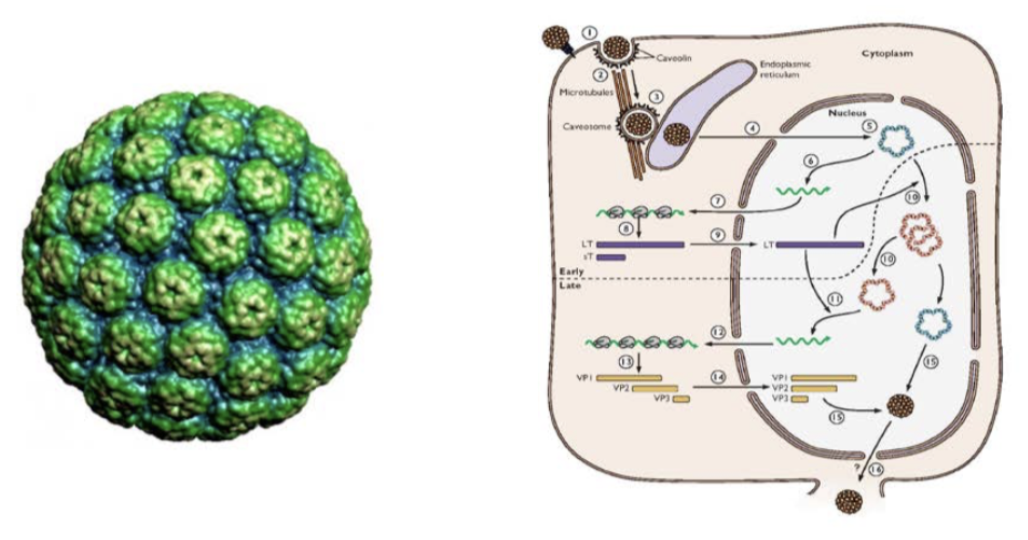 1
Cytoplasm
Caveolin
Endoplasmic
reticulum
2
Microtubules
3
Nucleus
Caveosome
4
5
6
7
10
8
9
LT
LT
sT
10
Early
Late
11
12
13
15
VP1
14
VP1
VP2
VP2
VP3
VP3
15
? 16